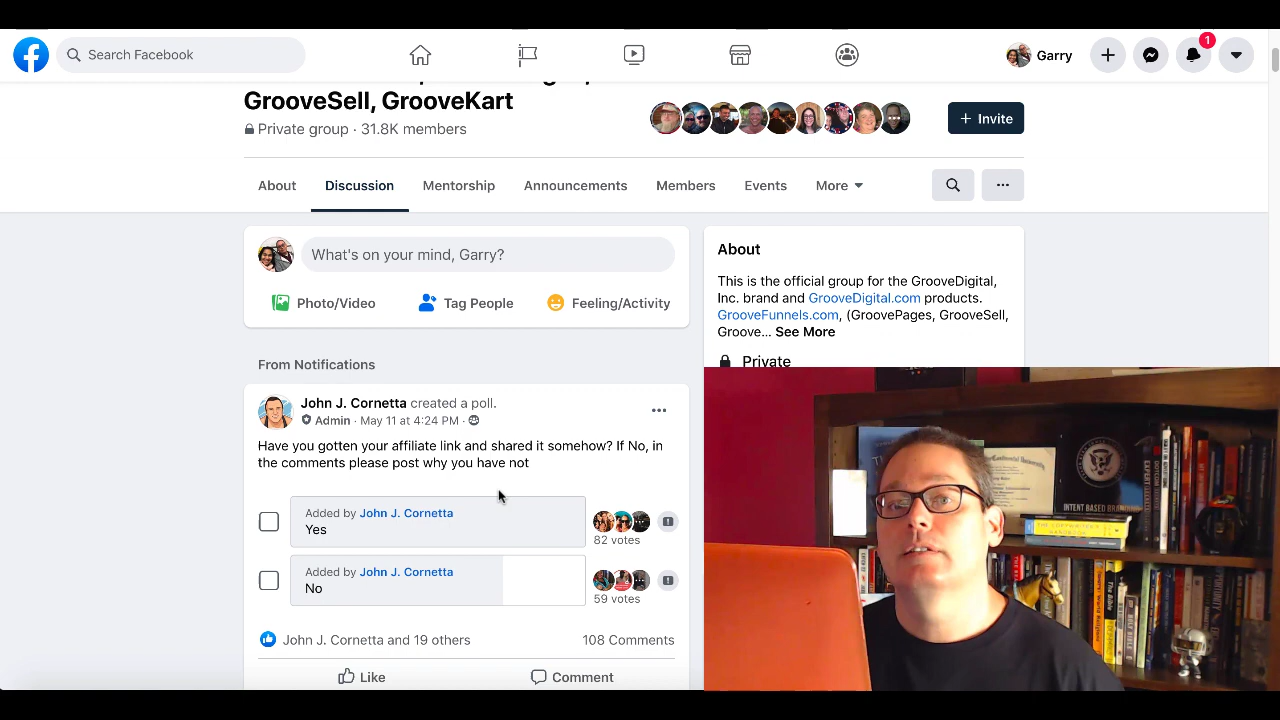 Search Facebook
Garry
1
GrooveSell, GrooveKart
Private group · 31.8K members
+ Invite
About
Discussion
Mentorship
Announcements
Members
Events
More
What's on your mind, Garry?
Photo/Video
Tag People
Feeling/Activity
From Notifications
John J. Cornetta created a poll.
Admin · May 11 at 4:24 PM ·
Have you gotten your affiliate link and shared it somehow? If No, in
the comments please post why you have not
Added by John J. Cornetta
Yes
82 votes
Added by John J. Cornetta
No
59 votes
John J. Cornetta and 19 others
108 Comments
Like
Comment
About
This is the official group for the GrooveDigital,
Inc. brand and GrooveDigital.com products.
GrooveFunnels.com, (GroovePages, GrooveSell,
Groove... See More
Private
INTENT BASED BRANDING